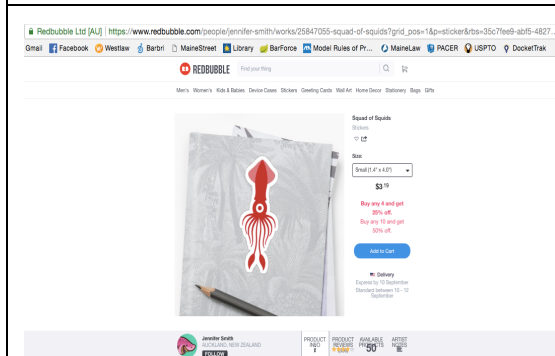 Redbubble Ltd [AU] https://www.redbubble.com/people/jennifer-smith/works/25847055-squad-of-squids?grid_pos=1&p=sticker&rbs=35c7fee9-abf5-4827...
Gmail Facebook Westlaw Barbri MaineStreet Library BarForce Model Rules of Pr... MaineLaw PACER USPTO DocketTrak
REDBUBBLE Find your thing
Men's Women's Kids & Babies Device Cases Stickers Greeting Cards Wall Art Home Decor Stationery Bags Gifts
Squad of Squids
Stickers
Size:
Small (1.4" x 4.0")
$3.19
Buy any 4 and get
25% off.
Buy any 10 and get
50% off.
Add to Cart
Delivery
Express by 10 September
Standard between 10 - 12
September
Jennifer Smith
AUCKLAND, NEW ZEALAND
FOLLOW
PRODUCT INFO PRODUCT REVIEWS AVAILABLE PRODUCTS 50 ARTIST NOTES